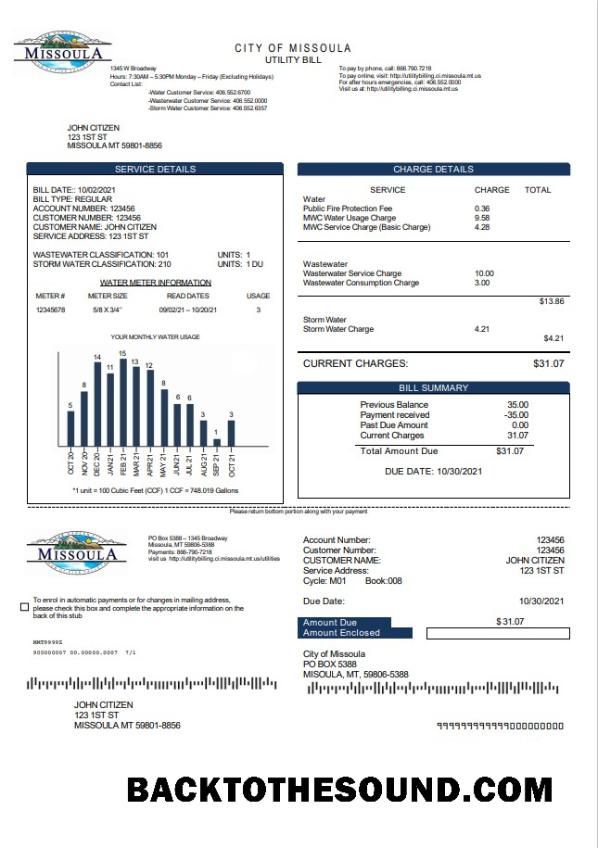 MISSOULA
CITY OF MISSOULA
UTILITY BILL
1345 W Broadway
Hours: 7:30AM – 5:30PM Monday – Friday (Excluding Holidays)
Contact List:
-Water Customer Service: 406.552.6700
-Wastewater Customer Service: 406.552.0000
-Storm Water Customer Service: 406.552.6357
To pay by phone, call: 866.790.7218
To pay online, visit: http://utilitybilling.ci.missoula.mt.us
For after hours emergencies, call: 406.552.0000
Visit us at: http://utilitybilling.ci.missoula.mt.us
JOHN CITIZEN
123 1ST ST
MISSOULA MT 59801-8856
SERVICE DETAILS
BILL DATE:: 10/02/2021
BILL TYPE: REGULAR
ACCOUNT NUMBER: 123456
CUSTOMER NUMBER: 123456
CUSTOMER NAME: JOHN CITIZEN
SERVICE ADDRESS: 123 1ST ST
WASTEWATER CLASSIFICATION: 101 UNITS: 1
STORM WATER CLASSIFICATION: 210 UNITS: 1 DU
WATER METER INFORMATION
METER # METER SIZE READ DATES USAGE
12345678 5/8 X 3/4" 09/02/21 – 10/20/21 3
YOUR MONTHLY WATER USAGE
5 8 14 11 15 13 12 8 6 6 3 1 3
OCT 20 NOV 20 DEC 20 JAN 21 FEB 21 MAR 21 APR 21 MAY 21 JUN 21 JUL 21 AUG 21 SEP 21 OCT 21
*1 unit = 100 Cubic Feet (CCF) 1 CCF = 748.019 Gallons
CHARGE DETAILS
SERVICE CHARGE TOTAL
Water
Public Fire Protection Fee 0.36
MWC Water Usage Charge 9.58
MWC Service Charge (Basic Charge) 4.28
Wastewater
Wasterwater Service Charge 10.00
Wastewater Consumption Charge 3.00
$13.86
Storm Water
Storm Water Charge 4.21
$4.21
CURRENT CHARGES: $31.07
BILL SUMMARY
Previous Balance 35.00
Payment received -35.00
Past Due Amount 0.00
Current Charges 31.07
Total Amount Due $31.07
DUE DATE: 10/30/2021
Please return bottom portion along with your payment
MISSOULA
PO Box 5388 – 1345 Broadway
Missoula, MT 59806-5388
Payments: 866-790-7218
visit us http://utilitybilling.ci.missoula.mt.us/utilities
To enrol in automatic payments or for changes in mailing address,
please check this box and complete the appropriate information on the
back of this stub
900000007 00.00000.0007 7/1
JOHN CITIZEN
123 1ST ST
MISSOULA MT 59801-8856
Account Number: 123456
Customer Number: 123456
CUSTOMER NAME: JOHN CITIZEN
Service Address: 123 1ST ST
Cycle: M01 Book:008
Due Date: 10/30/2021
Amount Due $ 31.07
Amount Enclosed
City of Missoula
PO BOX 5388
MISOULA, MT, 59806-5388
BACKTOTHESOUND.COM